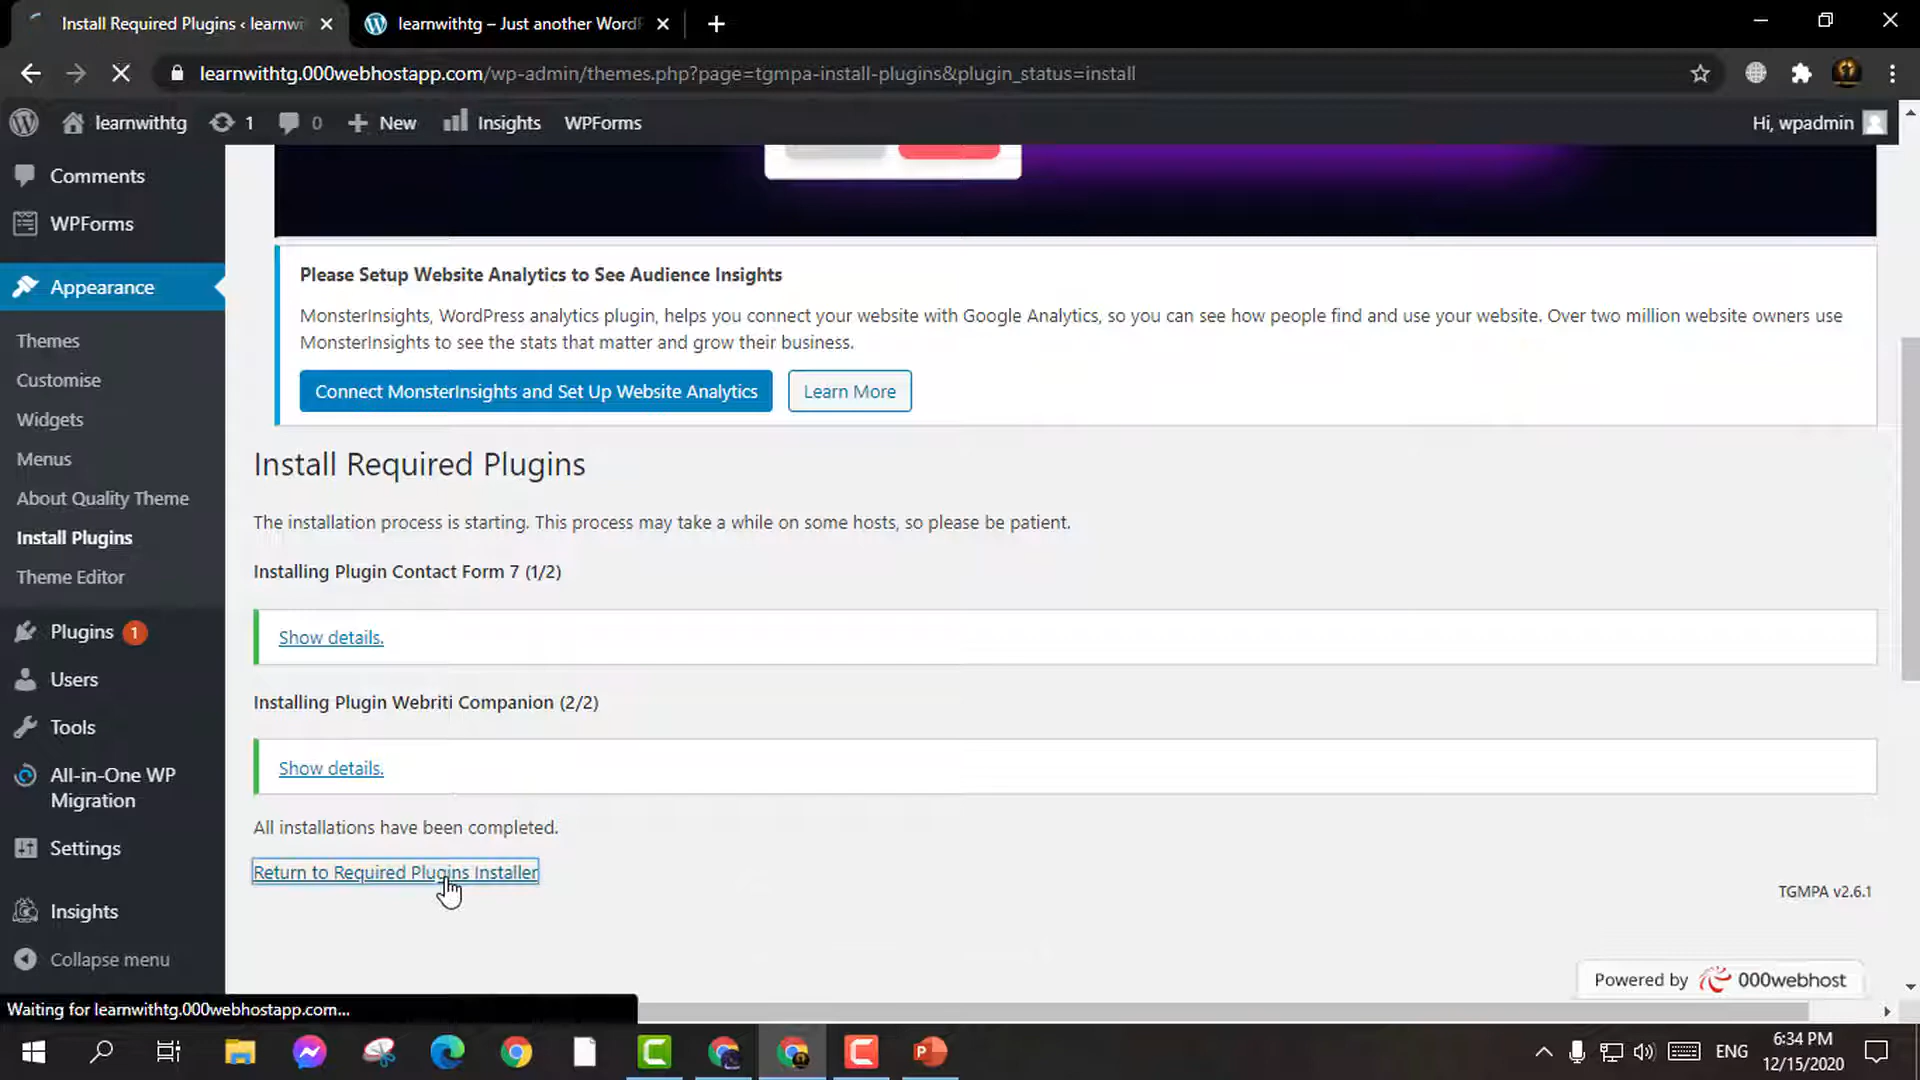 Install Required Plugins ‹ learnwi
learnwithtg – Just another Word
learnwithtg.000webhostapp.com/wp-admin/themes.php?page=tgmpa-install-plugins&plugin_status=install
learnwithtg
1
0
New
Insights
WPForms
Hi, wpadmin
Comments
WPForms
Appearance
Themes
Customise
Widgets
Menus
About Quality Theme
Install Plugins
Theme Editor
Plugins 1
Users
Tools
All-in-One WP
Migration
Settings
Insights
Collapse menu
Please Setup Website Analytics to See Audience Insights
MonsterInsights, WordPress analytics plugin, helps you connect your website with Google Analytics, so you can see how people find and use your website. Over two million website owners use
MonsterInsights to see the stats that matter and grow their business.
Connect MonsterInsights and Set Up Website Analytics
Learn More
Install Required Plugins
The installation process is starting. This process may take a while on some hosts, so please be patient.
Installing Plugin Contact Form 7 (1/2)
Show details.
Installing Plugin Webriti Companion (2/2)
Show details.
All installations have been completed.
Return to Required Plugins Installer
TGMPA v2.6.1
Powered by 000webhost
Waiting for learnwithtg.000webhostapp.com...
ENG
6:34 PM
12/15/2020